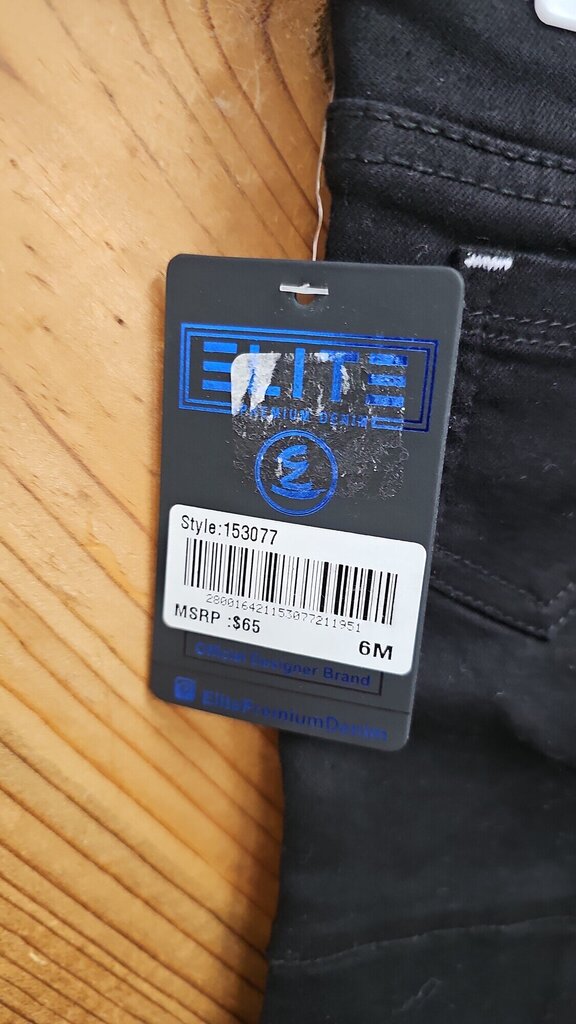 ELITE
PREMIUM DENIM
Style:153077
280016421153077211951
MSRP :$65
6M
Official Designer Brand
ElitePremiumDenim